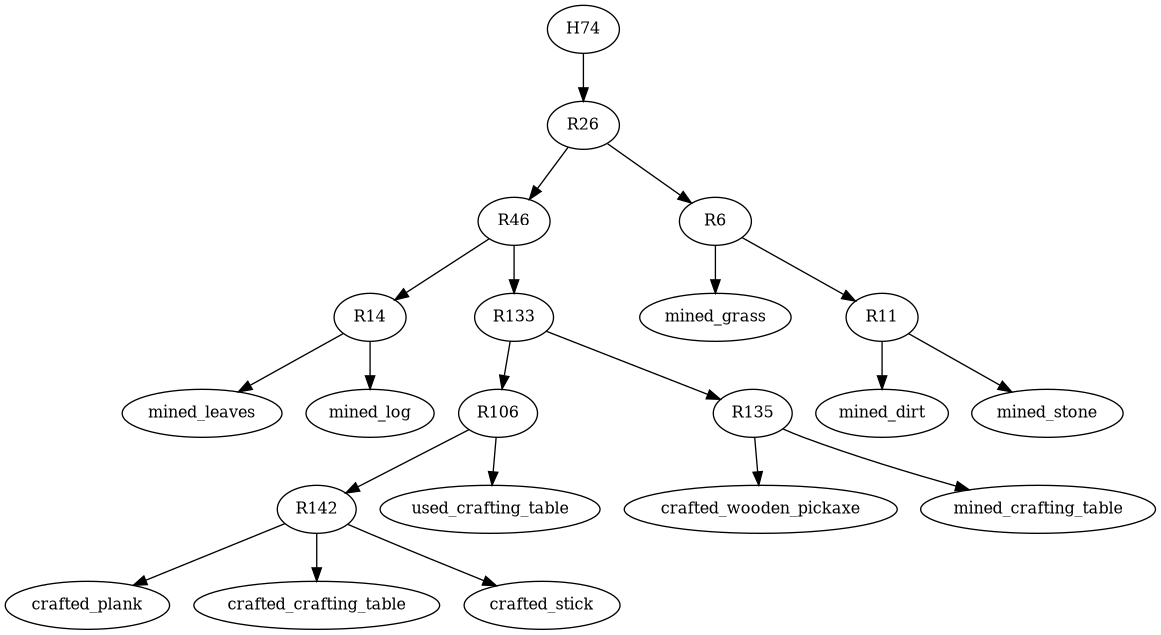 H74
R26
R46
R6
R14
R133
mined_grass
R11
mined_leaves
mined_log
R106
R135
mined_dirt
mined_stone
R142
used_crafting_table
crafted_wooden_pickaxe
mined_crafting_table
crafted_plank
crafted_crafting_table
crafted_stick